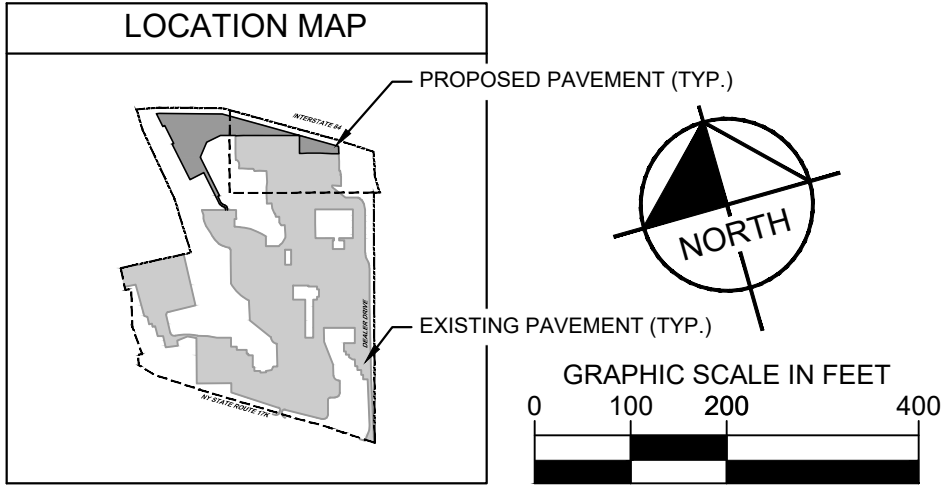 LOCATION MAP
PROPOSED PAVEMENT (TYP.)
INTERSTATE 84
NORTH
DEALER DRIVE
EXISTING PAVEMENT (TYP.)
NY STATE ROUTE 17K
GRAPHIC SCALE IN FEET
0 100 200 400